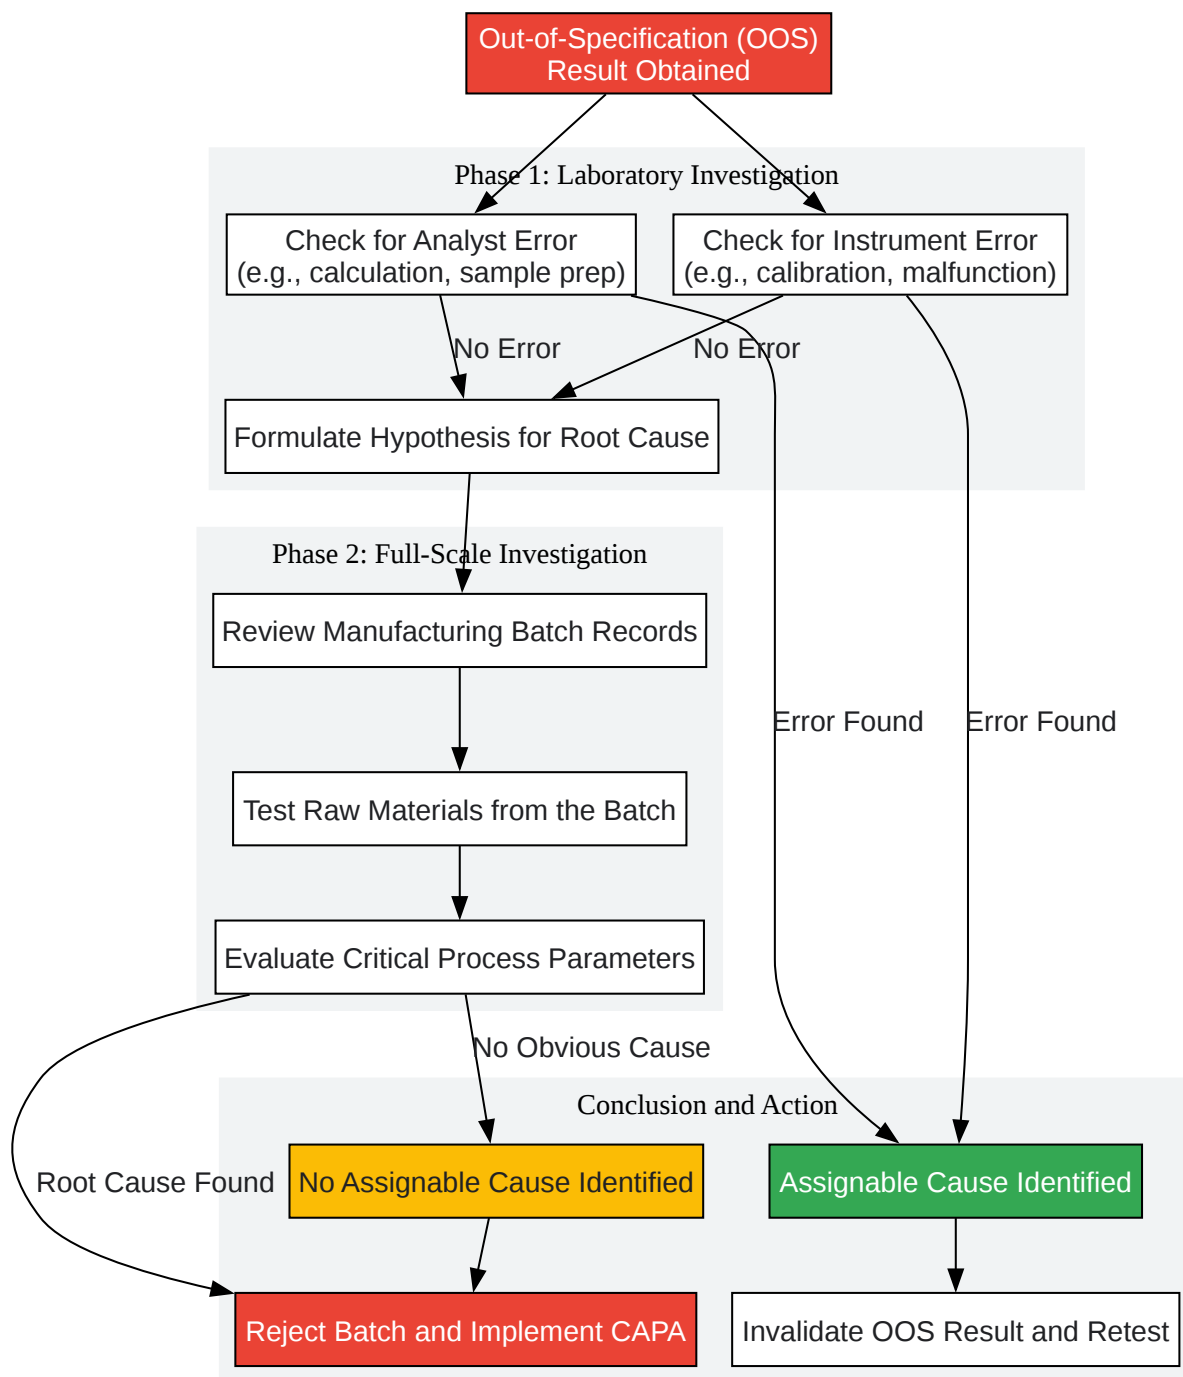 Out-of-Specification (OOS)
Result Obtained
Phase 1: Laboratory Investigation
Check for Analyst Error
(e.g., calculation, sample prep)
Check for Instrument Error
(e.g., calibration, malfunction)
No Error
No Error
Formulate Hypothesis for Root Cause
Phase 2: Full-Scale Investigation
Review Manufacturing Batch Records
Error Found
Error Found
Test Raw Materials from the Batch
Evaluate Critical Process Parameters
No Obvious Cause
Conclusion and Action
Root Cause Found
No Assignable Cause Identified
Assignable Cause Identified
Reject Batch and Implement CAPA
Invalidate OOS Result and Retest